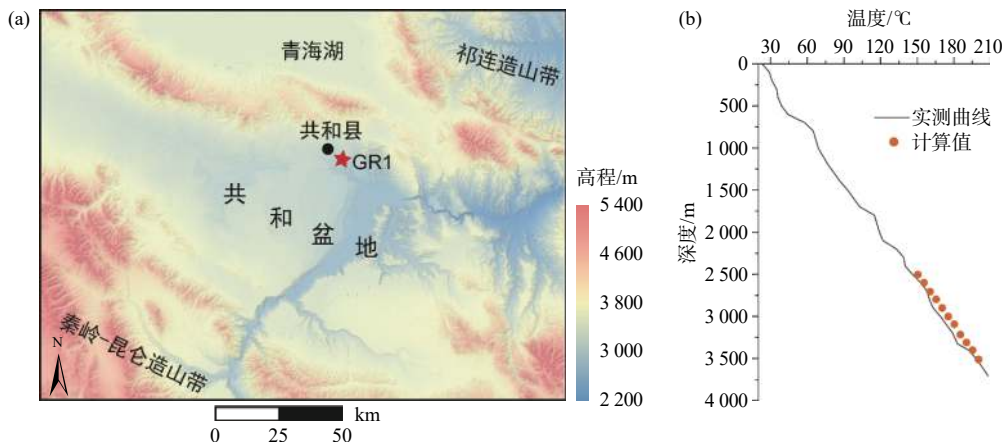 (a)
青海湖
祁连造山带
共和县
GR1
共
和
盆
地
秦岭-昆仑造山带
N
0 25 50
km
高程/m
5 400
4 600
3 800
3 000
2 200
(b)
温度/℃
30 60 90 120 150 180 210
0
500
1 000
1 500
2 000
2 500
3 000
3 500
4 000
深度/m
实测曲线
计算值